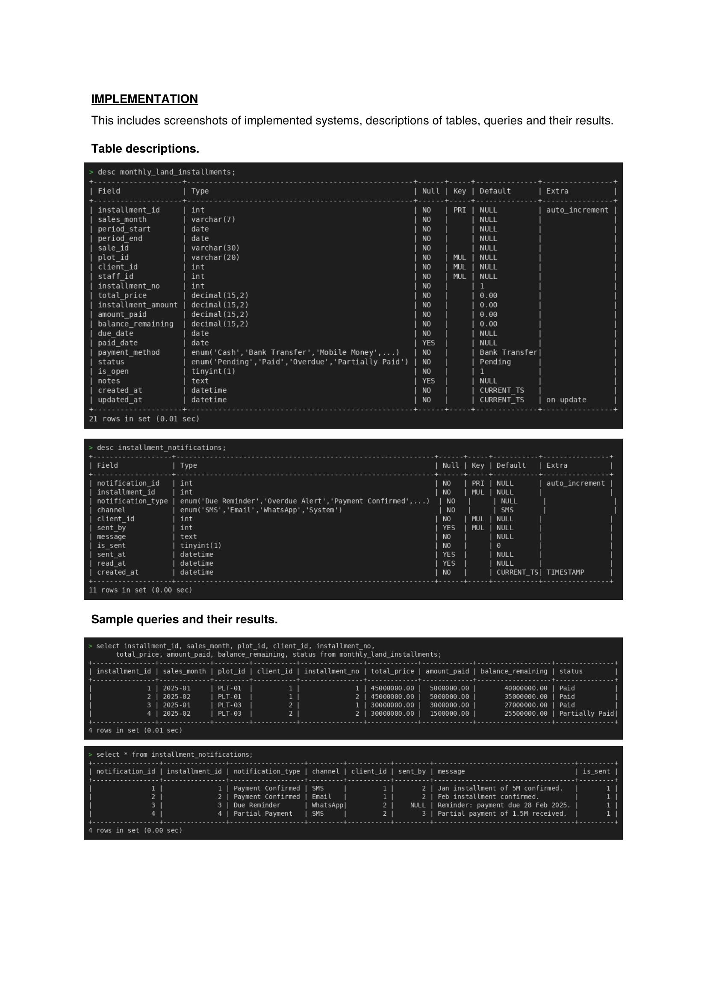 IMPLEMENTATION
This includes screenshots of implemented systems, descriptions of tables, queries and their results.
Table descriptions.
> desc monthly_land_installments;
+--------------------+---------------------------------------------------+------+-----+--------------+----------------+
| Field              | Type                                              | Null | Key | Default      | Extra          |
+--------------------+---------------------------------------------------+------+-----+--------------+----------------+
| installment_id     | int                                               | NO   | PRI | NULL         | auto_increment |
| sales_month        | varchar(7)                                        | NO   |     | NULL         |                |
| period_start       | date                                              | NO   |     | NULL         |                |
| period_end         | date                                              | NO   |     | NULL         |                |
| sale_id            | varchar(30)                                       | NO   |     | NULL         |                |
| plot_id            | varchar(20)                                       | NO   | MUL | NULL         |                |
| client_id          | int                                               | NO   | MUL | NULL         |                |
| staff_id           | int                                               | NO   | MUL | NULL         |                |
| installment_no     | int                                               | NO   |     | 1            |                |
| total_price        | decimal(15,2)                                     | NO   |     | 0.00         |                |
| installment_amount | decimal(15,2)                                     | NO   |     | 0.00         |                |
| amount_paid        | decimal(15,2)                                     | NO   |     | 0.00         |                |
| balance_remaining  | decimal(15,2)                                     | NO   |     | 0.00         |                |
| due_date           | date                                              | NO   |     | NULL         |                |
| paid_date          | date                                              | YES  |     | NULL         |                |
| payment_method     | enum('Cash','Bank Transfer','Mobile Money',...)   | NO   |     | Bank Transfer|                |
| status             | enum('Pending','Paid','Overdue','Partially Paid') | NO   |     | Pending      |                |
| is_open            | tinyint(1)                                        | NO   |     | 1            |                |
| notes              | text                                              | YES  |     | NULL         |                |
| created_at         | datetime                                          | NO   |     | CURRENT_TS   |                |
| updated_at         | datetime                                          | NO   |     | CURRENT_TS   | on update      |
+--------------------+---------------------------------------------------+------+-----+--------------+----------------+
21 rows in set (0.01 sec)
> desc installment_notifications;
+-------------------+--------------------------------------------------------------+------+-----+-----------+----------------+
| Field             | Type                                                         | Null | Key | Default   | Extra          |
+-------------------+--------------------------------------------------------------+------+-----+-----------+----------------+
| notification_id   | int                                                          | NO   | PRI | NULL      | auto_increment |
| installment_id    | int                                                          | NO   | MUL | NULL      |                |
| notification_type | enum('Due Reminder','Overdue Alert','Payment Confirmed',...)  | NO   |     | NULL      |                |
| channel           | enum('SMS','Email','WhatsApp','System')                       | NO   |     | SMS       |                |
| client_id         | int                                                          | NO   | MUL | NULL      |                |
| sent_by           | int                                                          | YES  | MUL | NULL      |                |
| message           | text                                                         | NO   |     | NULL      |                |
| is_sent           | tinyint(1)                                                   | NO   |     | 0         |                |
| sent_at           | datetime                                                     | YES  |     | NULL      |                |
| read_at           | datetime                                                     | YES  |     | NULL      |                |
| created_at        | datetime                                                     | NO   |     | CURRENT_TS| TIMESTAMP      |
+-------------------+--------------------------------------------------------------+------+-----+-----------+----------------+
11 rows in set (0.00 sec)
Sample queries and their results.
> select installment_id, sales_month, plot_id, client_id, installment_no,
       total_price, amount_paid, balance_remaining, status from monthly_land_installments;
+----------------+-------------+---------+-----------+----------------+-------------+-------------+-------------------+---------------+
| installment_id | sales_month | plot_id | client_id | installment_no | total_price | amount_paid | balance_remaining | status        |
+----------------+-------------+---------+-----------+----------------+-------------+-------------+-------------------+---------------+
|              1 | 2025-01     | PLT-01  |         1 |              1 | 45000000.00 |  5000000.00 |       40000000.00 | Paid          |
|              2 | 2025-02     | PLT-01  |         1 |              2 | 45000000.00 |  5000000.00 |       35000000.00 | Paid          |
|              3 | 2025-01     | PLT-03  |         2 |              1 | 30000000.00 |  3000000.00 |       27000000.00 | Paid          |
|              4 | 2025-02     | PLT-03  |         2 |              2 | 30000000.00 |  1500000.00 |       25500000.00 | Partially Paid|
+----------------+-------------+---------+-----------+----------------+-------------+-------------+-------------------+---------------+
4 rows in set (0.01 sec)
> select * from installment_notifications;
+-----------------+----------------+-------------------+---------+-----------+---------+------------------------------------+---------+
| notification_id | installment_id | notification_type | channel | client_id | sent_by | message                            | is_sent |
+-----------------+----------------+-------------------+---------+-----------+---------+------------------------------------+---------+
|               1 |              1 | Payment Confirmed | SMS     |         1 |       2 | Jan installment of 5M confirmed.   |       1 |
|               2 |              2 | Payment Confirmed | Email   |         1 |       2 | Feb installment confirmed.         |       1 |
|               3 |              3 | Due Reminder      | WhatsApp|         2 |    NULL | Reminder: payment due 28 Feb 2025. |       1 |
|               4 |              4 | Partial Payment   | SMS     |         2 |       3 | Partial payment of 1.5M received.  |       1 |
+-----------------+----------------+-------------------+---------+-----------+---------+------------------------------------+---------+
4 rows in set (0.00 sec)